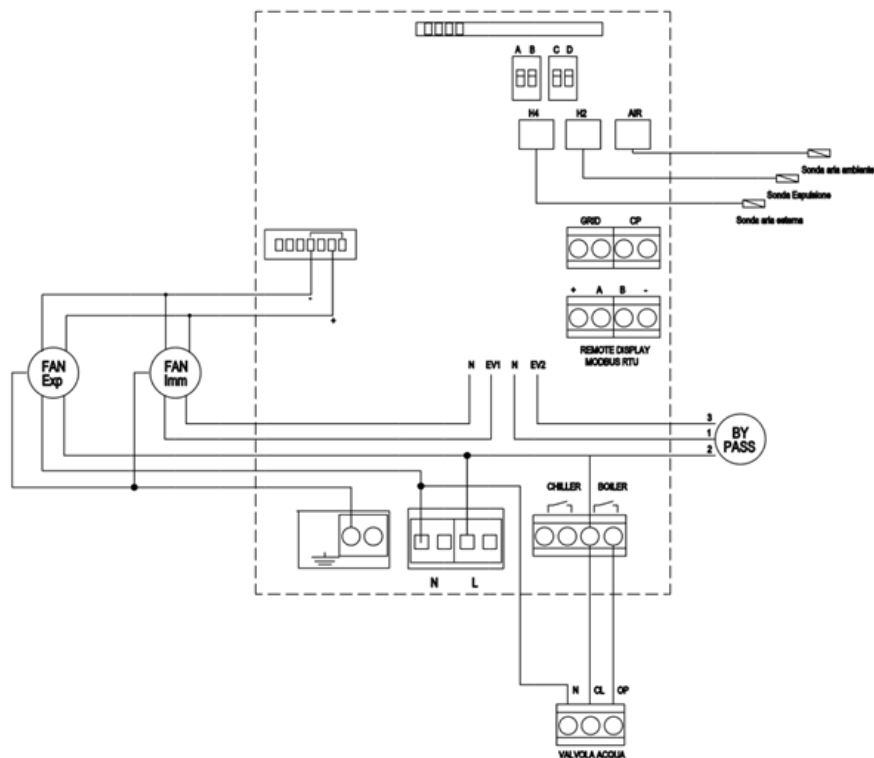 A B C D
H4 H2 AIR
Sonda aria ambiente
Sonda Espulsione
Sonda aria esterna
GRID CP
+ A B -
REMOTE DISPLAY
MODBUS RTU
-
+
FAN
Exp
FAN
Imm
N EV1 N EV2
3
1
2
BY
PASS
CHILLER BOILER
N L
N CL OP
VALVOLA ACQUA